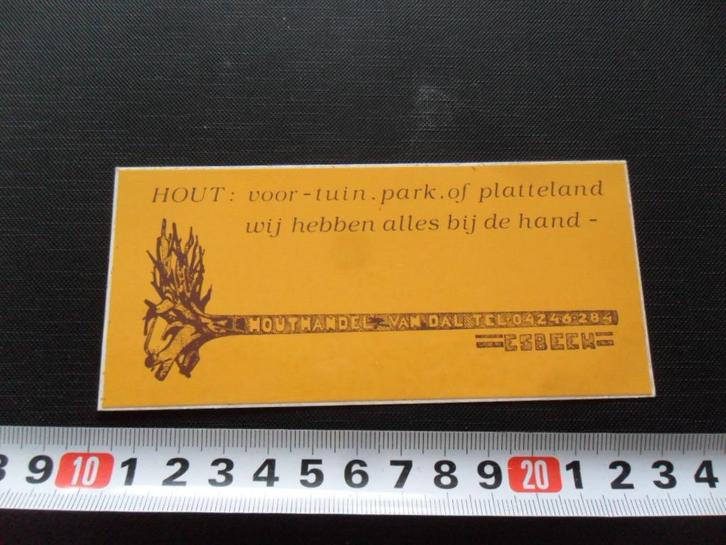 HOUT: voor-tuin.park.of platteland
wij hebben alles bij de hand -
HOUTHANDEL VAN DAL TEL·04246·284
ESBEEK
9 10 1 2 3 4 5 6 7 8 9 20 1 2 3 4